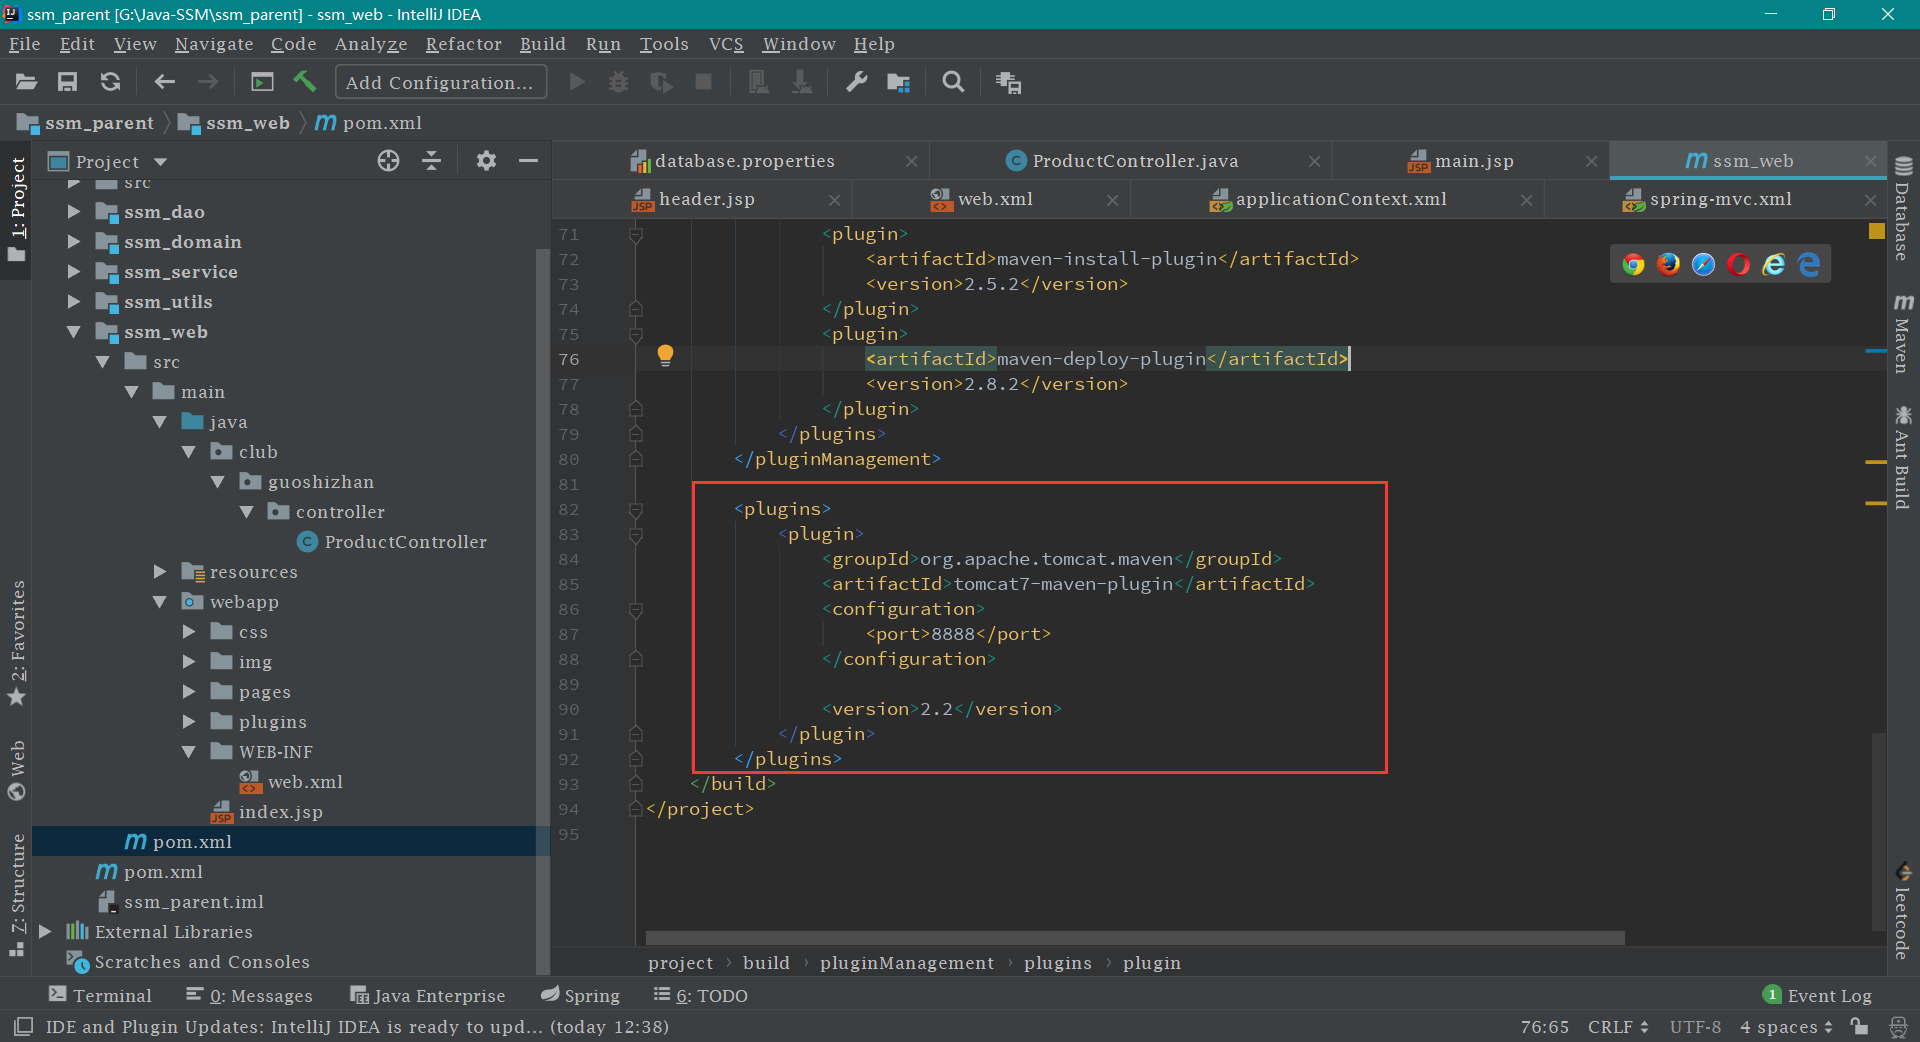 ssm_parent [G:\Java-SSM\ssm_parent] - ssm_web - IntelliJ IDEA
File Edit View Navigate Code Analyze Refactor Build Run Tools VCS Window Help
Add Configuration...
ssm_parent ssm_web m pom.xml
1: Project
2: Favorites
Web
Z: Structure
Project
src
ssm_dao
ssm_domain
ssm_service
ssm_utils
ssm_web
src
main
java
club
guoshizhan
controller
C ProductController
resources
webapp
css
img
pages
plugins
WEB-INF
web.xml
JSP index.jsp
m pom.xml
m pom.xml
ssm_parent.iml
External Libraries
Scratches and Consoles
database.properties C ProductController.java JSP main.jsp m ssm_web
JSP header.jsp web.xml applicationContext.xml spring-mvc.xml
71 <plugin>
72 <artifactId>maven-install-plugin</artifactId>
73 <version>2.5.2</version>
74 </plugin>
75 <plugin>
76 <artifactId>maven-deploy-plugin</artifactId>
77 <version>2.8.2</version>
78 </plugin>
79 </plugins>
80 </pluginManagement>
81
82 <plugins>
83 <plugin>
84 <groupId>org.apache.tomcat.maven</groupId>
85 <artifactId>tomcat7-maven-plugin</artifactId>
86 <configuration>
87 <port>8888</port>
88 </configuration>
89
90 <version>2.2</version>
91 </plugin>
92 </plugins>
93 </build>
94 </project>
95
project › build › pluginManagement › plugins › plugin
Database
m Maven
Ant Build
leetcode
Terminal 0: Messages Java Enterprise Spring 6: TODO 1 Event Log
IDE and Plugin Updates: IntelliJ IDEA is ready to upd... (today 12:38) 76:65 CRLF UTF-8 4 spaces